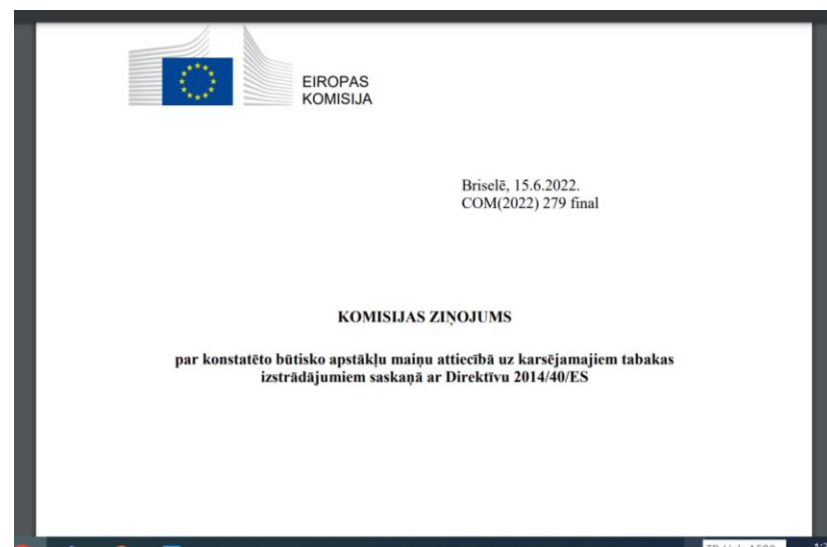 EIROPAS
KOMISIJA
Briselē, 15.6.2022.
COM(2022) 279 final
KOMISIJAS ZIŅOJUMS
par konstatēto būtisko apstākļu maiņu attiecībā uz karsējamajiem tabakas
izstrādājumiem saskaņā ar Direktīvu 2014/40/ES